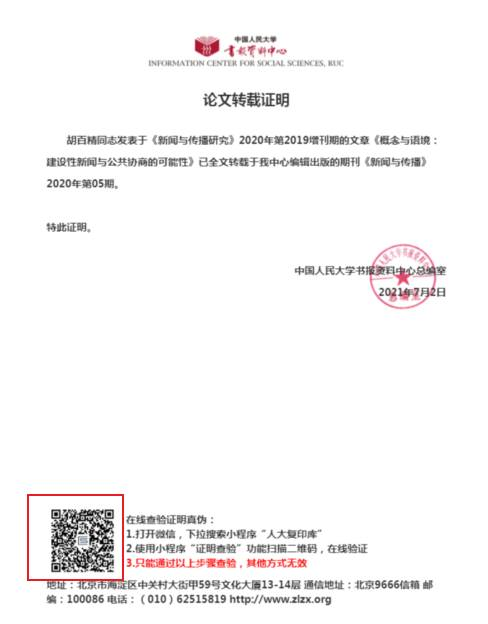 中国人民大学
书报资料中心
INFORMATION CENTER FOR SOCIAL SCIENCES, RUC
论文转载证明
胡百精同志发表于《新闻与传播研究》2020年第2019增刊期的文章《概念与语境：
建设性新闻与公共协商的可能性》已全文转载于我中心编辑出版的期刊《新闻与传播》
2020年第05期。
特此证明。
中国人民大学书报资料中心总编室
2021年7月2日
在线查验证明真伪：
1.打开微信，下拉搜索小程序“人大复印库”
2.使用小程序“证明查验”功能扫描二维码，在线验证
3.只能通过以上步骤查验，其他方式无效
地址：北京市海淀区中关村大街甲59号文化大厦13-14层 通信地址：北京9666信箱 邮
编：100086 电话：（010）62515819 http://www.zlzx.org